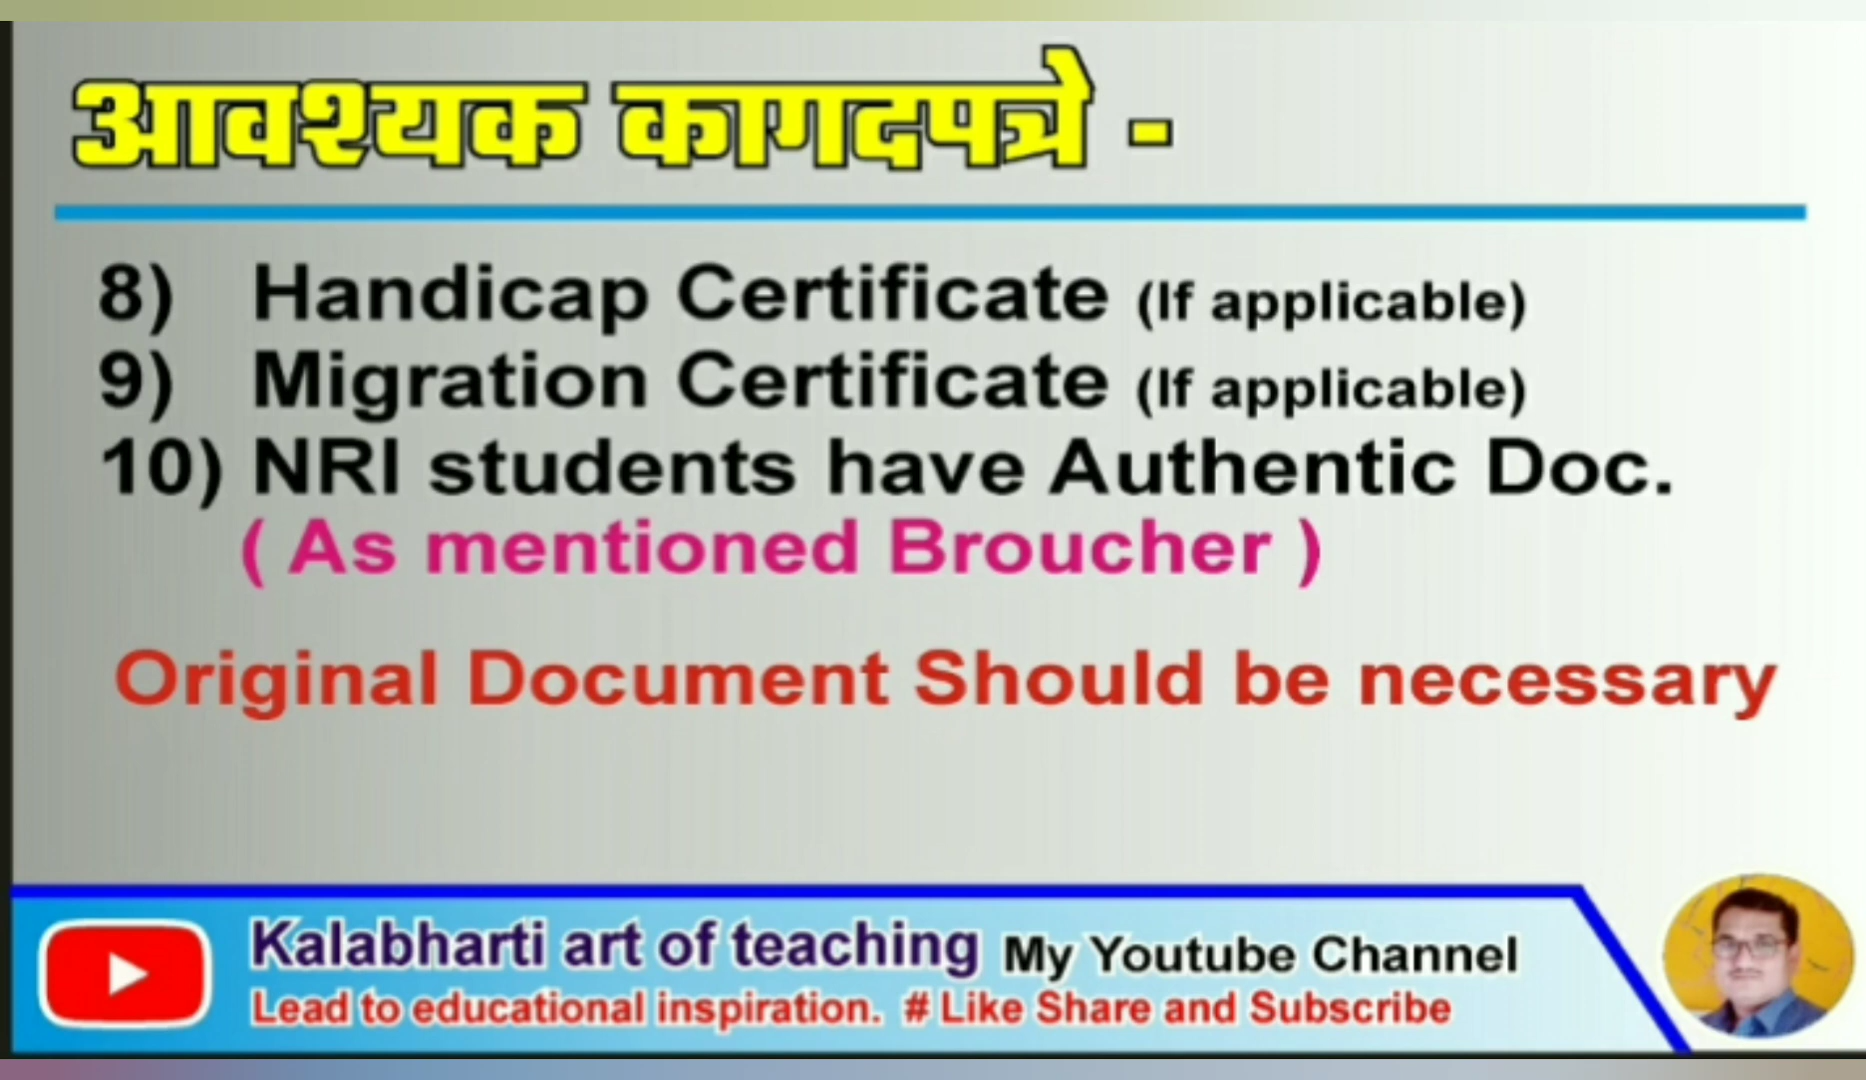 आवश्यक कागदपत्रे -
8) Handicap Certificate (If applicable)
9) Migration Certificate (If applicable)
10) NRI students have Authentic Doc.
( As mentioned Broucher )
Original Document Should be necessary
Kalabharti art of teaching My Youtube Channel
Lead to educational inspiration. # Like Share and Subscribe